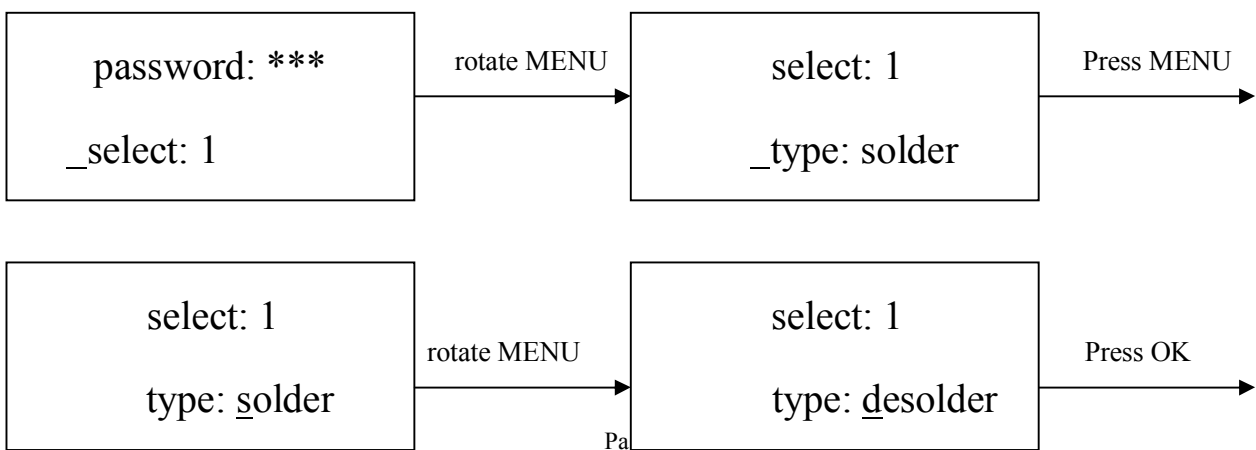 password: ***
_select: 1
rotate MENU
select: 1
_type: solder
Press MENU
select: 1
type: solder
rotate MENU
select: 1
type: desolder
Press OK